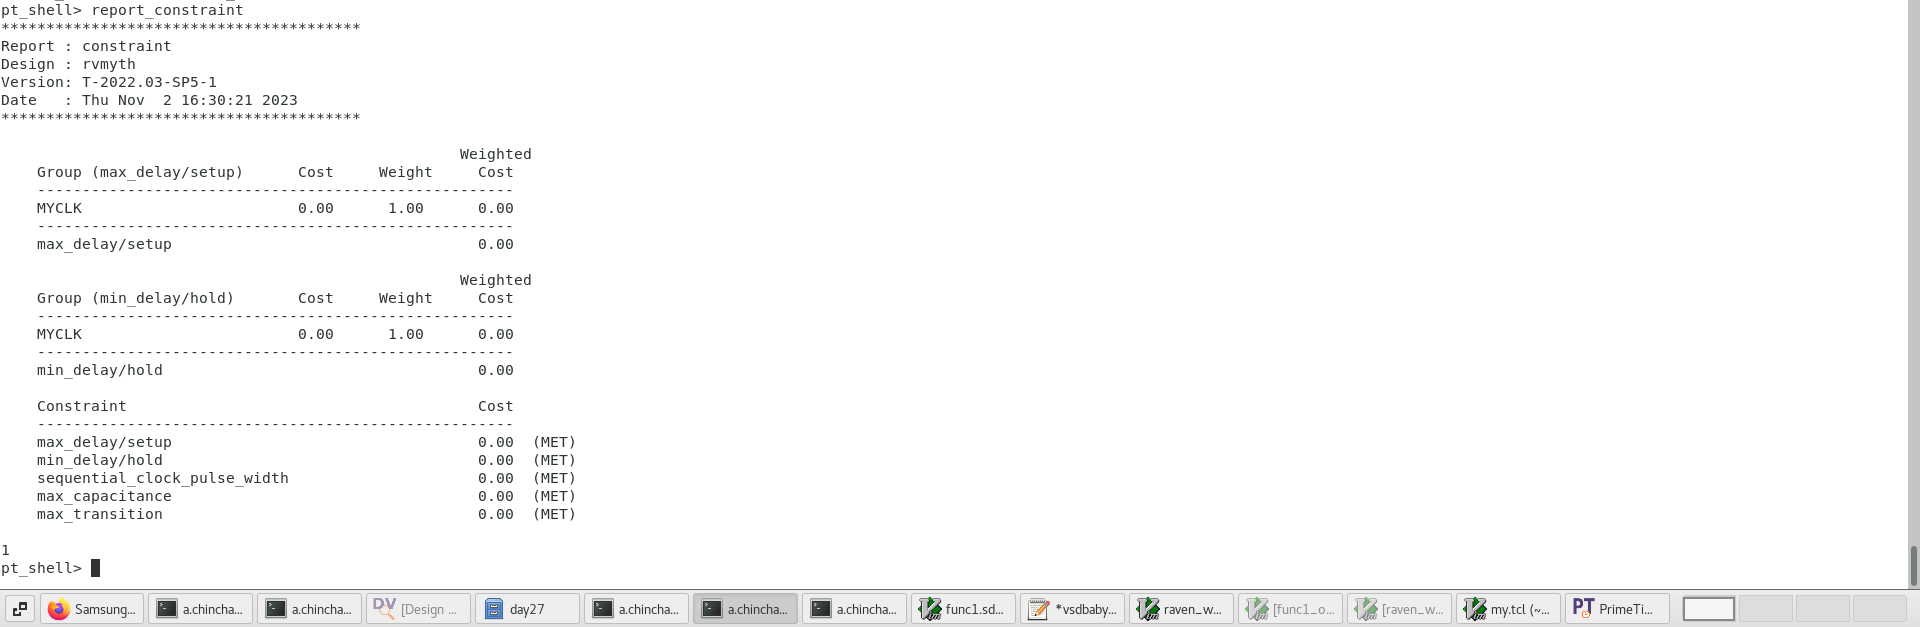 pt_shell> report_constraint
****************************************
Report : constraint
Design : rvmyth
Version: T-2022.03-SP5-1
Date   : Thu Nov  2 16:30:21 2023
****************************************
                                                   Weighted
    Group (max_delay/setup)      Cost     Weight     Cost
    -----------------------------------------------------
    MYCLK                        0.00      1.00      0.00
    -----------------------------------------------------
    max_delay/setup                                  0.00
                                                   Weighted
    Group (min_delay/hold)       Cost     Weight     Cost
    -----------------------------------------------------
    MYCLK                        0.00      1.00      0.00
    -----------------------------------------------------
    min_delay/hold                                   0.00
    Constraint                                       Cost
    -----------------------------------------------------
    max_delay/setup                                  0.00  (MET)
    min_delay/hold                                   0.00  (MET)
    sequential_clock_pulse_width                     0.00  (MET)
    max_capacitance                                  0.00  (MET)
    max_transition                                   0.00  (MET)
1
pt_shell>
Samsung... a.chincha... a.chincha... DV [Design ... day27 a.chincha... a.chincha... a.chincha... func1.sd... *vsdbaby... raven_w... [func1_o... [raven_w... my.tcl (~... PT PrimeTi...